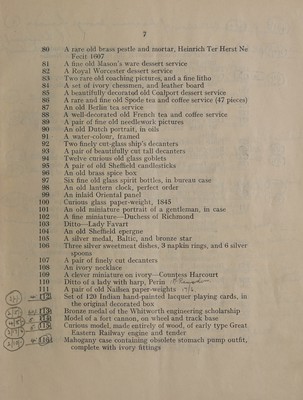 7
80 A rare old brass pestle and mortar, Heinrich Ter Herst Ne
Fecit 1607
81 A fine old Mason's ware dessert service
82 A Royal Worcester dessert service
83 Two rare old coaching pictures, and a fine litho
84 A set of ivory chessmen, and leather board
85 A beautifully decorated old Coalport dessert service
86 A rare and fine old Spode tea and coffee service (47 pieces)
87 An old Berlin tea service
88 A well-decorated old French tea and coffee service
89 A pair of fine old needlework pictures
90 An old Dutch portrait, in oils
91 A water-colour, framed
92 Two finely cut-glass ship's decanters
93 A pair of beautifully cut tall decanters
94 Twelve curious old glass goblets
95 A pair of old Sheffield candlesticks
96 An old brass spice box
97 Six fine old glass spirit bottles, in bureau case
98 An old lantern clock, perfect order
99 An inlaid Oriental panel
100 Curious glass paper-weight, 1845
101 An old miniature portrait of a gentleman, in case
102 A fine miniature—Duchess of Richmond
103 Ditto—Lady Favart
104 An old Sheffield epergne
105 A silver medal, Baltic, and bronze star
106 Three silver sweetmeat dishes, 3 napkin rings, and 6 silver
spoons
107 A pair of finely cut decanters
108 An ivory necklace
109 A clever miniature on ivory—Countess Harcourt
110 Ditto of a lady with harp, Perin
111 A pair of old Nailsea paper-weights
112 Set of 120 Indian hand-painted lacquer playing cards, in
the original decorated box
113 Bronze medal of the Whitworth engineering scholarship
114 Model of a fort cannon, on wheel and track base
115 Curious model, made entirely of wood, of early type Great
Eastern Railway engine and tender
116 Mahogany case containing obsolete stomach pump outfit,
complete with ivory fittings